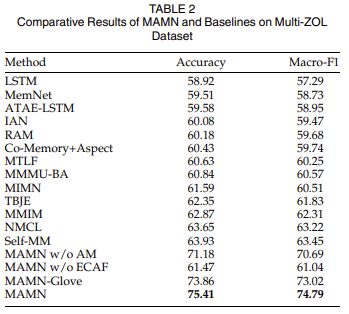 TABLE 2
Comparative Results of MAMN and Baselines on Multi-ZOL
Dataset
Method Accuracy Macro-F1
LSTM 58.92 57.29
MemNet 59.51 58.73
ATAE-LSTM 59.58 58.95
IAN 60.08 59.47
RAM 60.18 59.68
Co-Memory+Aspect 60.43 59.74
MTLF 60.63 60.25
MMMU-BA 60.84 60.57
MIMN 61.59 60.51
TBJE 62.35 61.83
MMIM 62.87 62.31
NMCL 63.65 63.22
Self-MM 63.93 63.45
MAMN w/o AM 71.18 70.69
MAMN w/o ECAF 61.47 61.04
MAMN-Glove 73.86 73.02
MAMN 75.41 74.79